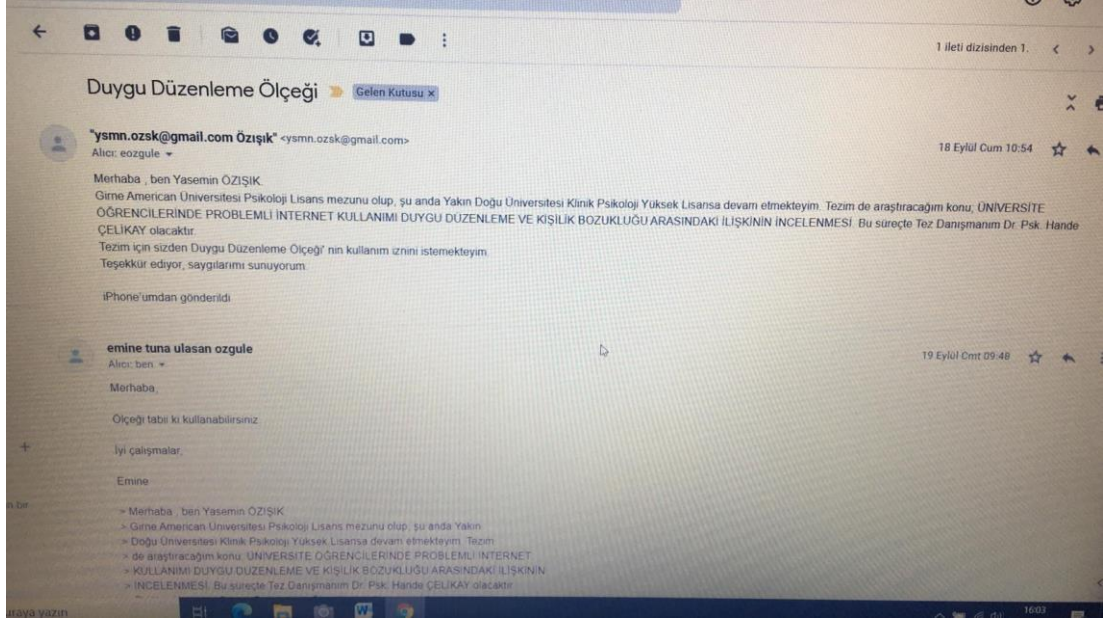 1 ileti dizisinden 1.
Duygu Düzenleme Ölçeği Gelen Kutusu x
"ysmn.ozsk@gmail.com Özışık" <ysmn.ozsk@gmail.com>
18 Eylül Cum 10:54
Alıcı: eozgule
Merhaba , ben Yasemin ÖZIŞIK.
Girne American Üniversitesi Psikoloji Lisans mezunu olup, şu anda Yakın Doğu Üniversitesi Klinik Psikoloji Yüksek Lisansa devam etmekteyim. Tezim de araştıracağım konu; ÜNİVERSİTE
ÖĞRENCİLERİNDE PROBLEMLİ İNTERNET KULLANIMI DUYGU DÜZENLEME VE KİŞİLİK BOZUKLUĞU ARASINDAKİ İLİŞKİNİN İNCELENMESİ. Bu süreçte Tez Danışmanım Dr. Psk. Hande
ÇELİKAY olacaktır.
Tezim için sizden Duygu Düzenleme Ölçeği' nin kullanım iznini istemekteyim.
Teşekkür ediyor, saygılarımı sunuyorum.
iPhone'umdan gönderildi
emine tuna ulasan ozgule
19 Eylül Cmt 09:48
Alıcı: ben
Merhaba,
Ölçeği tabii ki kullanabilirsiniz.
İyi çalışmalar,
Emine
> Merhaba , ben Yasemin ÖZIŞIK
> Girne American Üniversitesi Psikoloji Lisans mezunu olup, şu anda Yakın
> Doğu Üniversitesi Klinik Psikoloji Yüksek Lisansa devam etmekteyim. Tezim
> de araştıracağım konu; ÜNİVERSİTE ÖĞRENCİLERİNDE PROBLEMLİ İNTERNET
> KULLANIMI DUYGU DÜZENLEME VE KİŞİLİK BOZUKLUĞU ARASINDAKİ İLİŞKİNİN
> İNCELENMESİ. Bu süreçte Tez Danışmanım Dr. Psk. Hande ÇELİKAY olacaktır.
n bir
uraya yazın
16:03